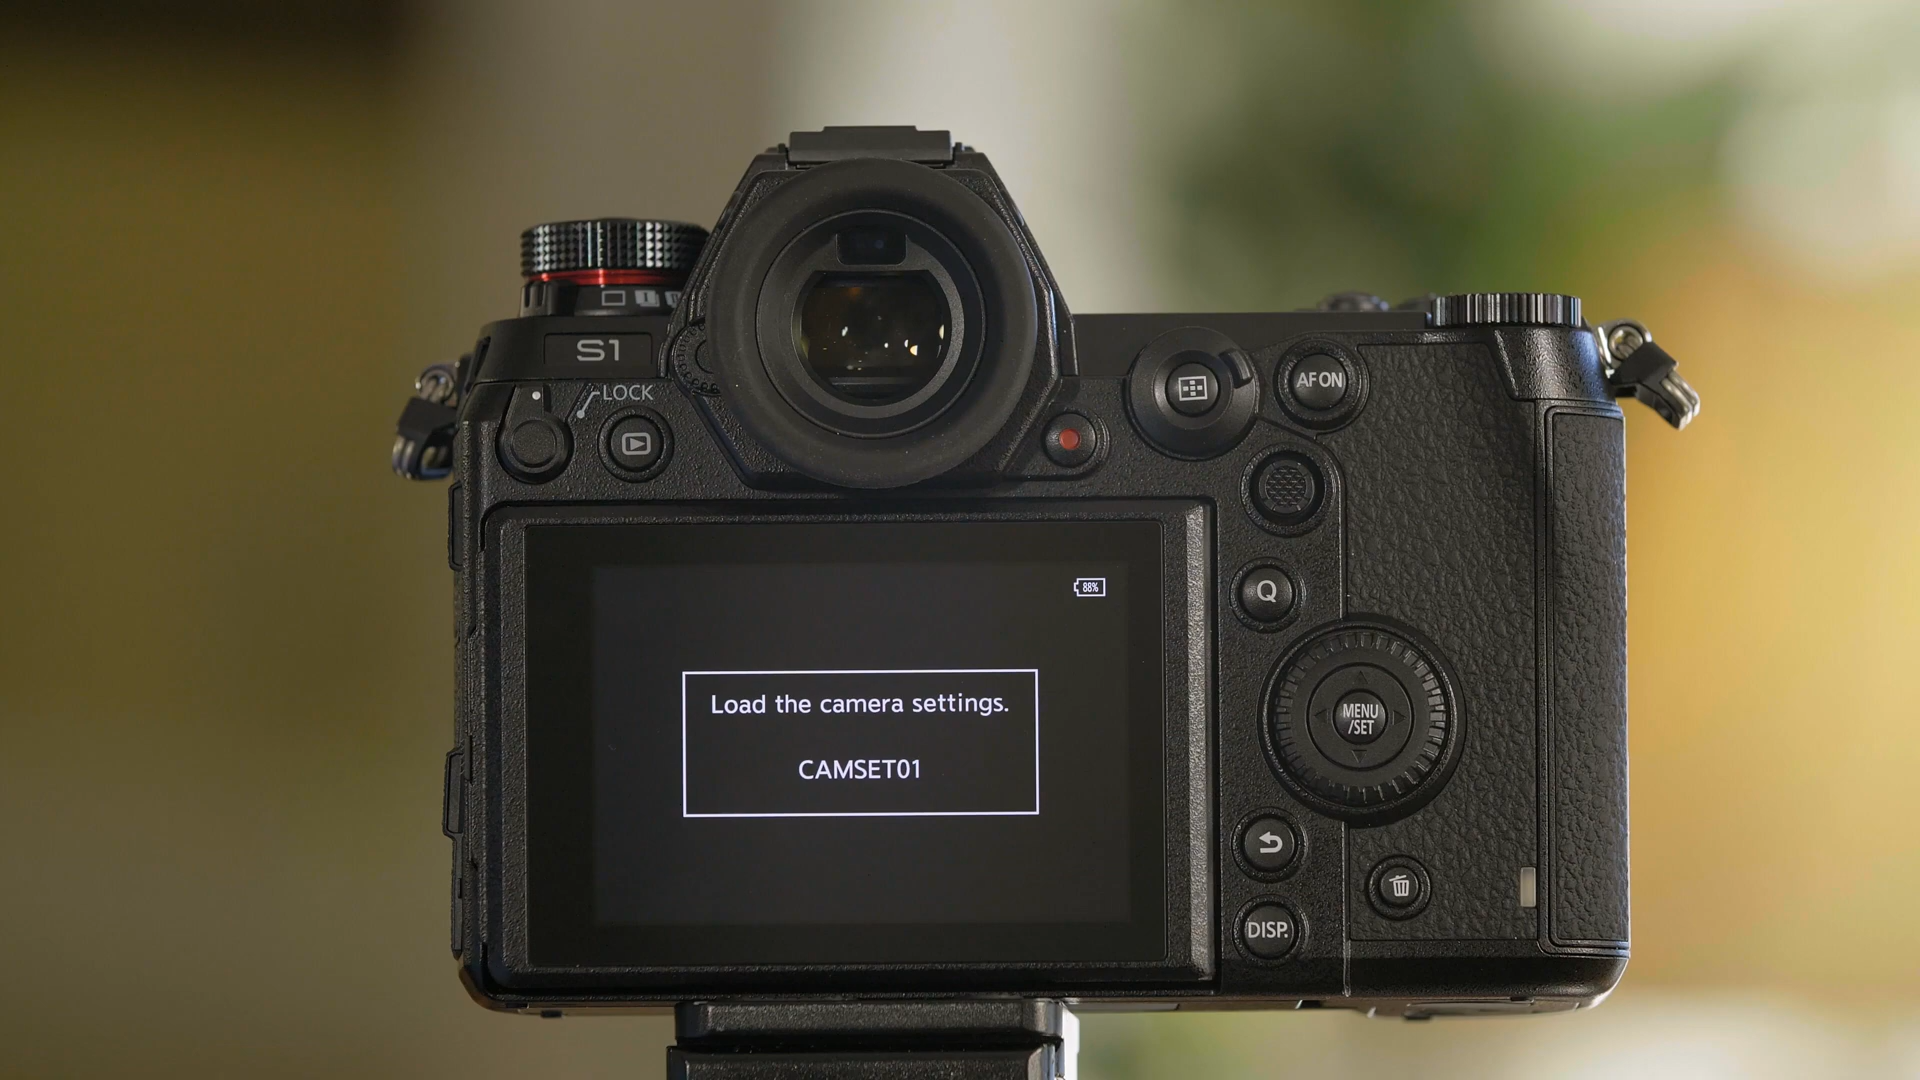 S1
LOCK
AF ON
88%
Q
Load the camera settings.
CAMSET01
MENU
/SET
DISP.